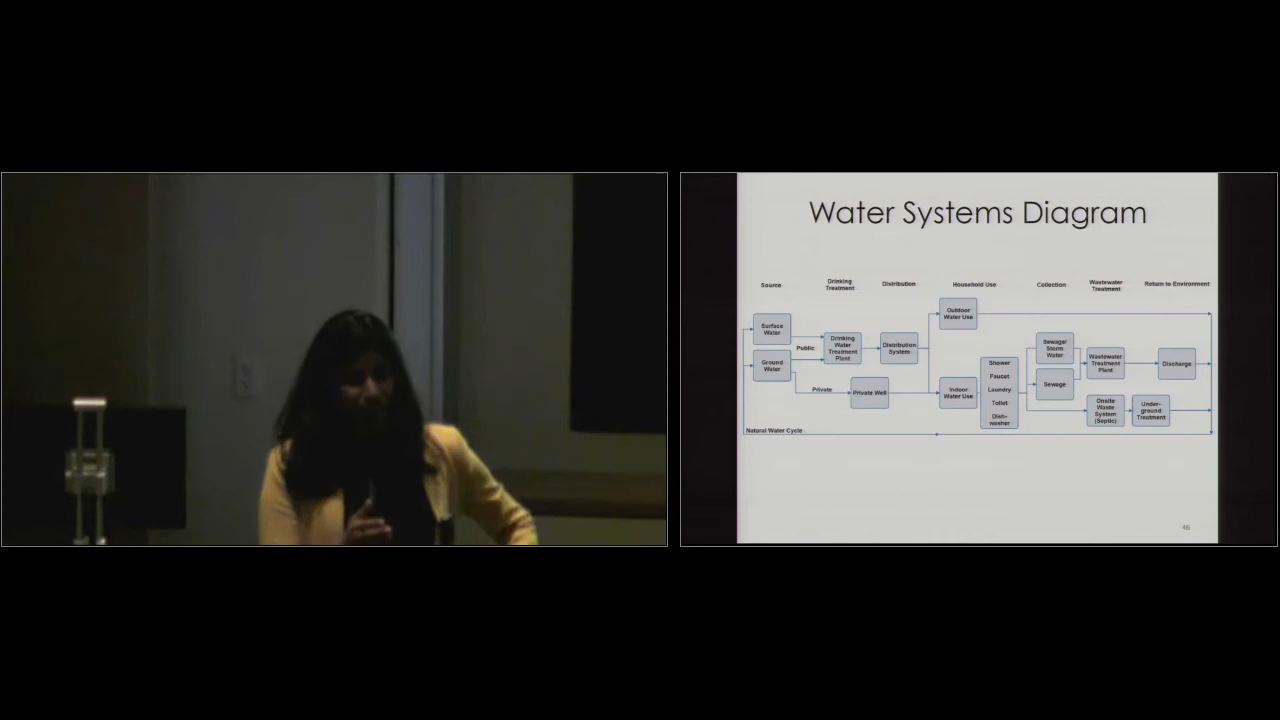 Water Systems Diagram
Source
Drinking
Treatment
Distribution
Household Use
Collection
Wastewater
Treatment
Return to Environment
Surface
Water
Ground
Water
Public
Private
Drinking
Water
Treatment
Plant
Distribution
System
Private Well
Outdoor
Water Use
Indoor
Water Use
Shower
Faucet
Laundry
Toilet
Dish-
washer
Sewage/
Storm
Water
Sewage
Wastewater
Treatment
Plant
Onsite
Waste
System
(Septic)
Under-
ground
Treatment
Discharge
Natural Water Cycle
46